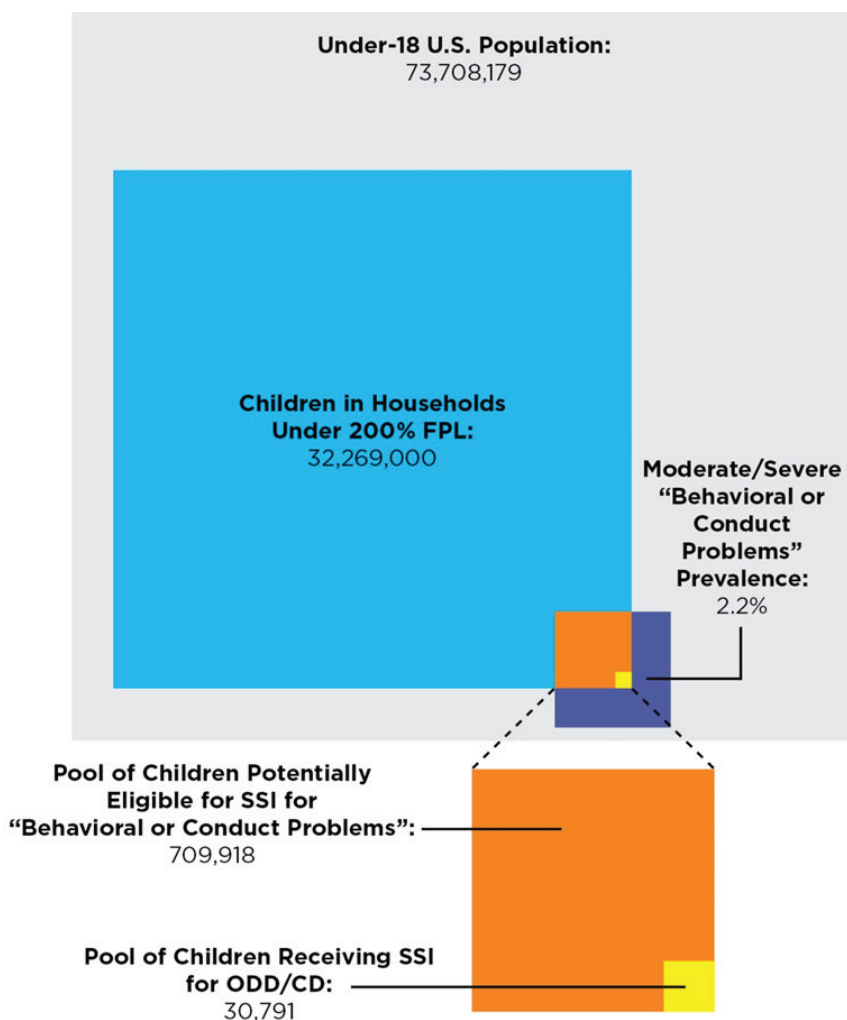 Under-18 U.S. Population:
73,708,179
Children in Households
Under 200% FPL:
32,269,000
Moderate/Severe
“Behavioral or
Conduct
Problems”
Prevalence:
2.2%
Pool of Children Potentially
Eligible for SSI for
“Behavioral or Conduct Problems”:
709,918
Pool of Children Receiving SSI
for ODD/CD:
30,791